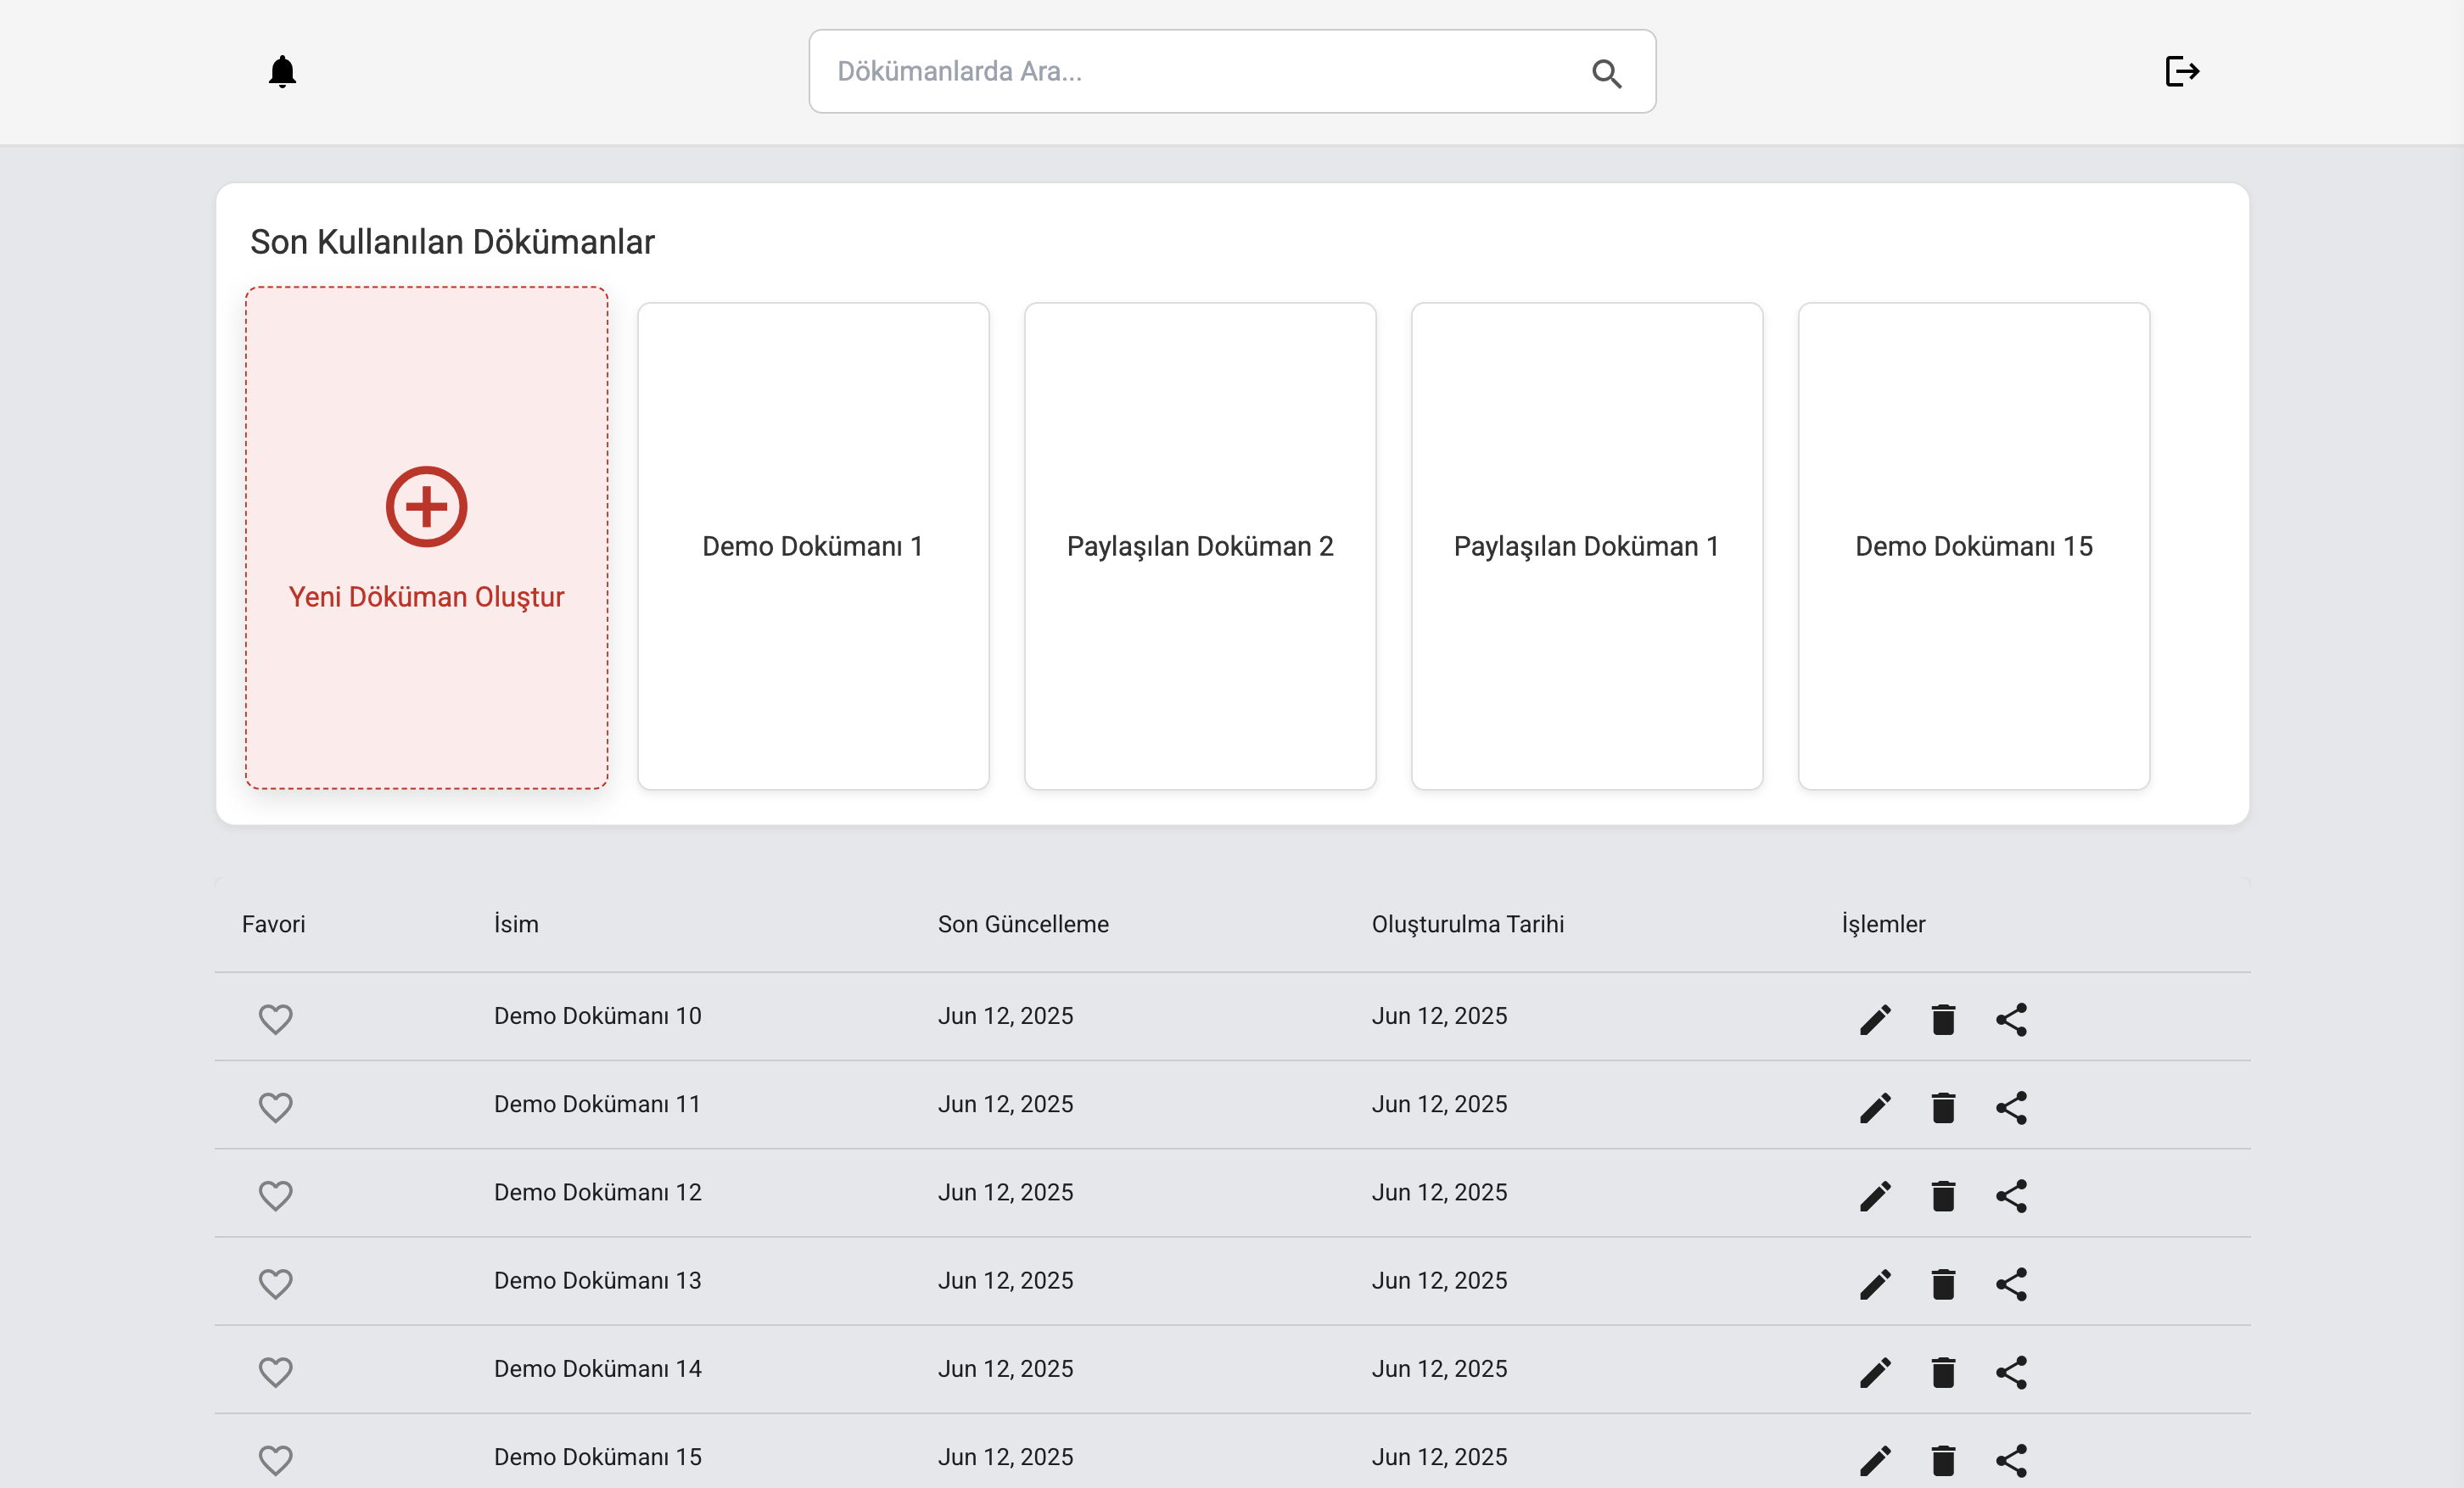 Dökümanlarda Ara...
Son Kullanılan Dökümanlar
Yeni Döküman Oluştur
Demo Dokümanı 1
Paylaşılan Doküman 2
Paylaşılan Doküman 1
Demo Dokümanı 15
Favori İsim Son Güncelleme Oluşturulma Tarihi İşlemler
Demo Dokümanı 10 Jun 12, 2025 Jun 12, 2025
Demo Dokümanı 11 Jun 12, 2025 Jun 12, 2025
Demo Dokümanı 12 Jun 12, 2025 Jun 12, 2025
Demo Dokümanı 13 Jun 12, 2025 Jun 12, 2025
Demo Dokümanı 14 Jun 12, 2025 Jun 12, 2025
Demo Dokümanı 15 Jun 12, 2025 Jun 12, 2025